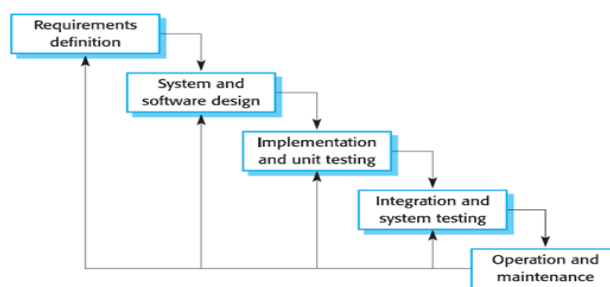 Requirements
definition
System and
software design
Implementation
and unit testing
Integration and
system testing
Operation and
maintenance